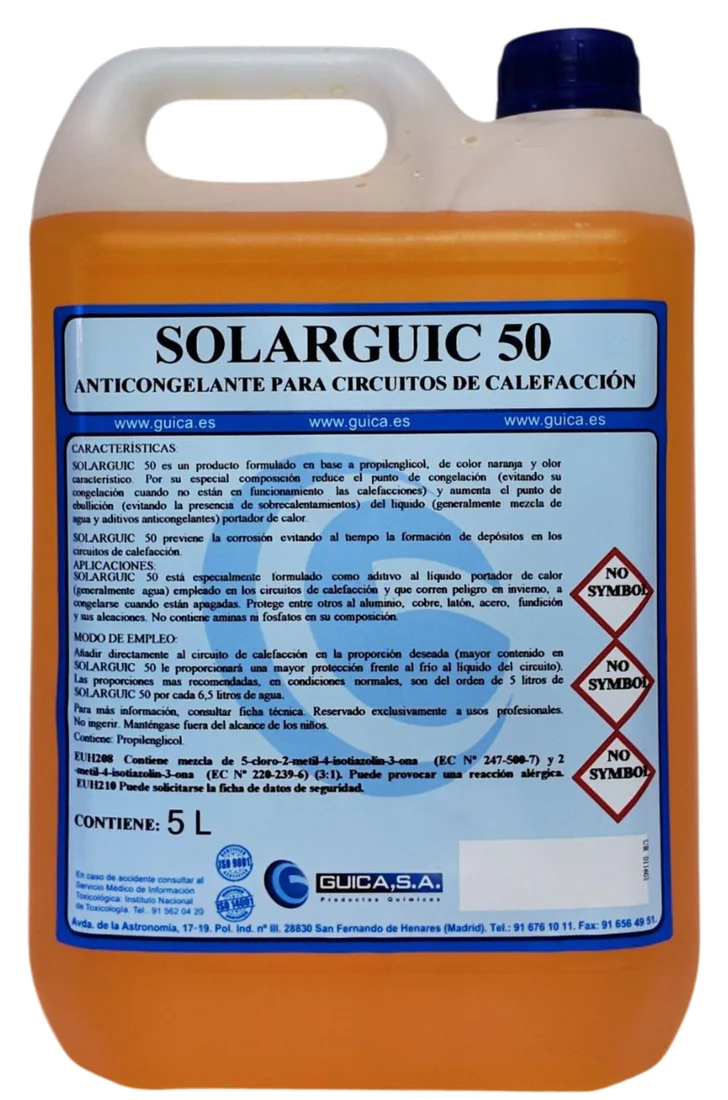 SOLARGUIC 50
ANTICONGELANTE PARA CIRCUITOS DE CALEFACCIÓN
www.guica.es www.guica.es www.guica.es
CARACTERÍSTICAS:
SOLARGUIC 50 es un producto formulado en base a propilenglicol, de color naranja y olor
característico. Por su especial composición reduce el punto de congelación (evitando su
congelación cuando no están en funcionamiento las calefacciones) y aumenta el punto de
ebullición (evitando la presencia de sobrecalentamientos) del líquido (generalmente mezcla de
agua y aditivos anticongelantes) portador de calor.
SOLARGUIC 50 previene la corrosión evitando al tiempo la formación de depósitos en los
circuitos de calefacción.
APLICACIONES:
SOLARGUIC 50 está especialmente formulado como aditivo al líquido portador de calor
(generalmente agua) empleado en los circuitos de calefacción y que corren peligro en invierno, a
congelarse cuando están apagadas. Protege entre otros al aluminio, cobre, latón, acero, fundición
y sus aleaciones. No contiene aminas ni fosfatos en su composición.
MODO DE EMPLEO:
Añadir directamente al circuito de calefacción en la proporción deseada (mayor contenido en
SOLARGUIC 50 le proporcionará una mayor protección frente al frío al líquido del circuito).
Las proporciones mas recomendadas, en condiciones normales, son del orden de 5 litros de
SOLARGUIC 50 por cada 6,5 litros de agua.
Para más información, consultar ficha técnica. Reservado exclusivamente a usos profesionales.
No ingerir. Manténgase fuera del alcance de los niños.
Contiene: Propilenglicol.
EUH208 Contiene mezcla de 5-cloro-2-metil-4-isotiazolin-3-ona (EC Nº 247-500-7) y 2
-metil-4-isotiazolin-3-ona (EC Nº 220-239-6) (3:1). Puede provocar una reacción alérgica.
EUH210 Puede solicitarse la ficha de datos de seguridad.
NO
SYMBOL
NO
SYMBOL
NO
SYMBOL
CONTIENE: 5 L
En caso de accidente consultar al
Servicio Médico de Información
Toxicológica: Instituto Nacional
de Toxicología. Tel. 91 562 04 20
ISO 9001
ISO 14001
GUICA,S.A.
Productos Químicos
Avda. de la Astronomía, 17-19. Pol. Ind. nº III. 28830 San Fernando de Henares (Madrid). Tel.: 91 676 10 11. Fax: 91 656 49 51.